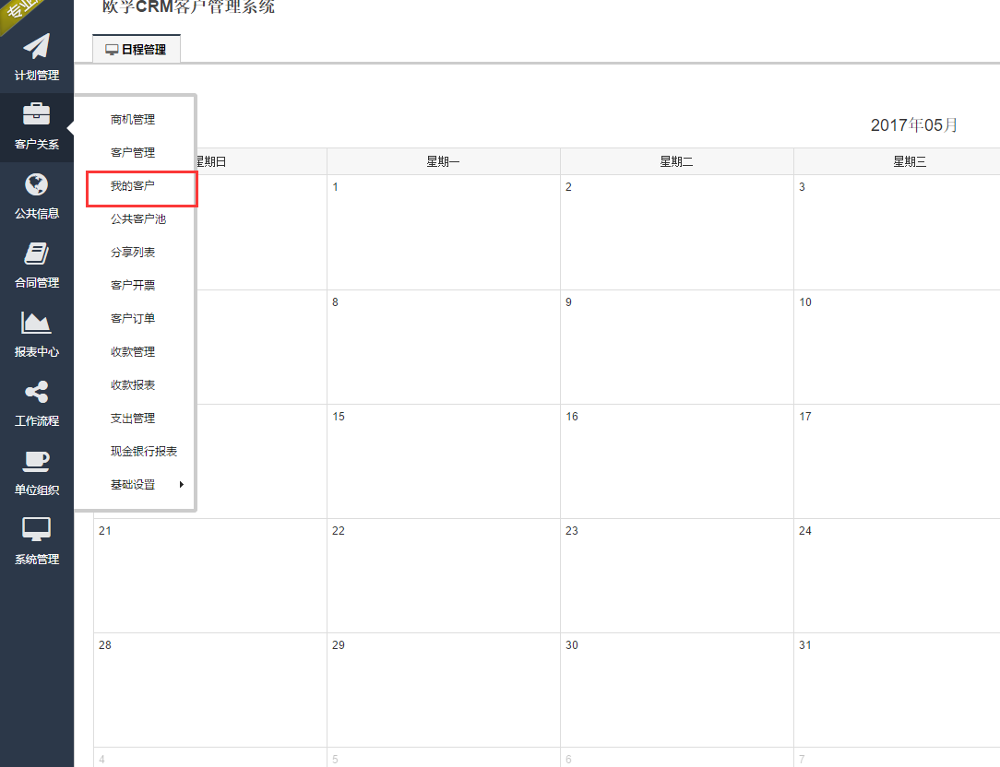 专业
欧孚CRM客户管理系统
日程管理
计划管理
客户关系
公共信息
合同管理
报表中心
工作流程
单位组织
系统管理
商机管理
客户管理
我的客户
公共客户池
分享列表
客户开票
客户订单
收款管理
收款报表
支出管理
现金银行报表
基础设置
2017年05月
星期日 星期一 星期二 星期三
1 2 3
8 9 10
15 16 17
21 22 23 24
28 29 30 31
4 5 6 7